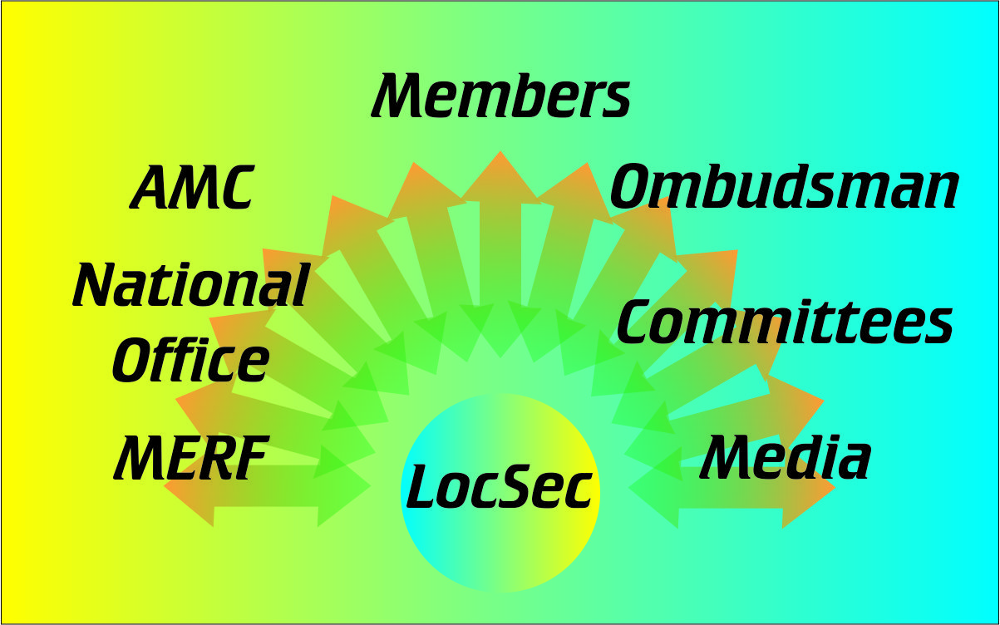 Members
AMC
Ombudsman
National
Office
Committees
MERF
Media
LocSec